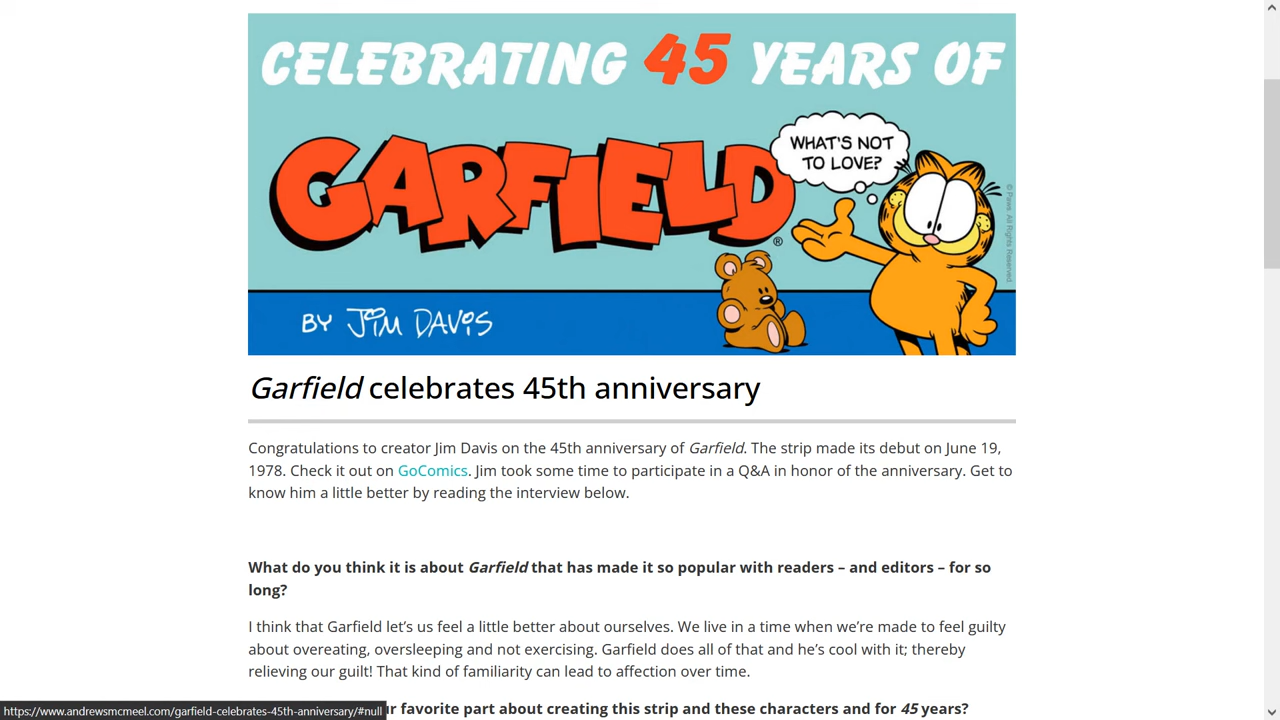 CELEBRATING 45 YEARS OF
GARFIELD®
WHAT'S NOT
TO LOVE?
© Paws. All Rights Reserved.
BY JIM DAVIS
Garfield celebrates 45th anniversary
Congratulations to creator Jim Davis on the 45th anniversary of Garfield. The strip made its debut on June 19,
1978. Check it out on GoComics. Jim took some time to participate in a Q&A in honor of the anniversary. Get to
know him a little better by reading the interview below.
What do you think it is about Garfield that has made it so popular with readers – and editors – for so
long?
I think that Garfield let’s us feel a little better about ourselves. We live in a time when we’re made to feel guilty
about overeating, oversleeping and not exercising. Garfield does all of that and he’s cool with it; thereby
relieving our guilt! That kind of familiarity can lead to affection over time.
favorite part about creating this strip and these characters and for 45 years?
https://www.andrewsmcmeel.com/garfield-celebrates-45th-anniversary/#null